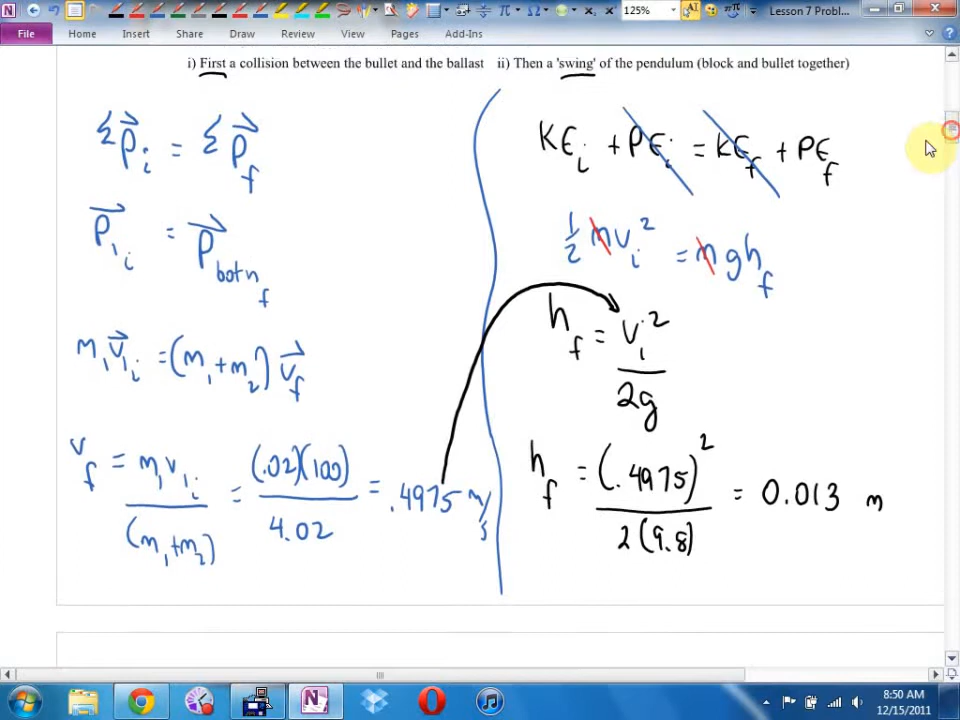 125%
Lesson 7 Probl...
File Home Insert Share Draw Review View Pages Add-Ins
i) First a collision between the bullet and the ballast ii) Then a 'swing' of the pendulum (block and bullet together)
Σp⃗ᵢ = Σp⃗f
p⃗₁ᵢ = p⃗both f
m₁v⃗₁ᵢ = (m₁+m₂) v⃗f
vf = m₁v₁ᵢ / (m₁+m₂) = (.02)(100) / 4.02 = .4975 m/s
KEᵢ + PEᵢ = KEf + PEf
½ mvᵢ² = mghf
hf = vᵢ² / 2g
hf = (.4975)² / 2(9.8) = 0.013 m
8:50 AM
12/15/2011